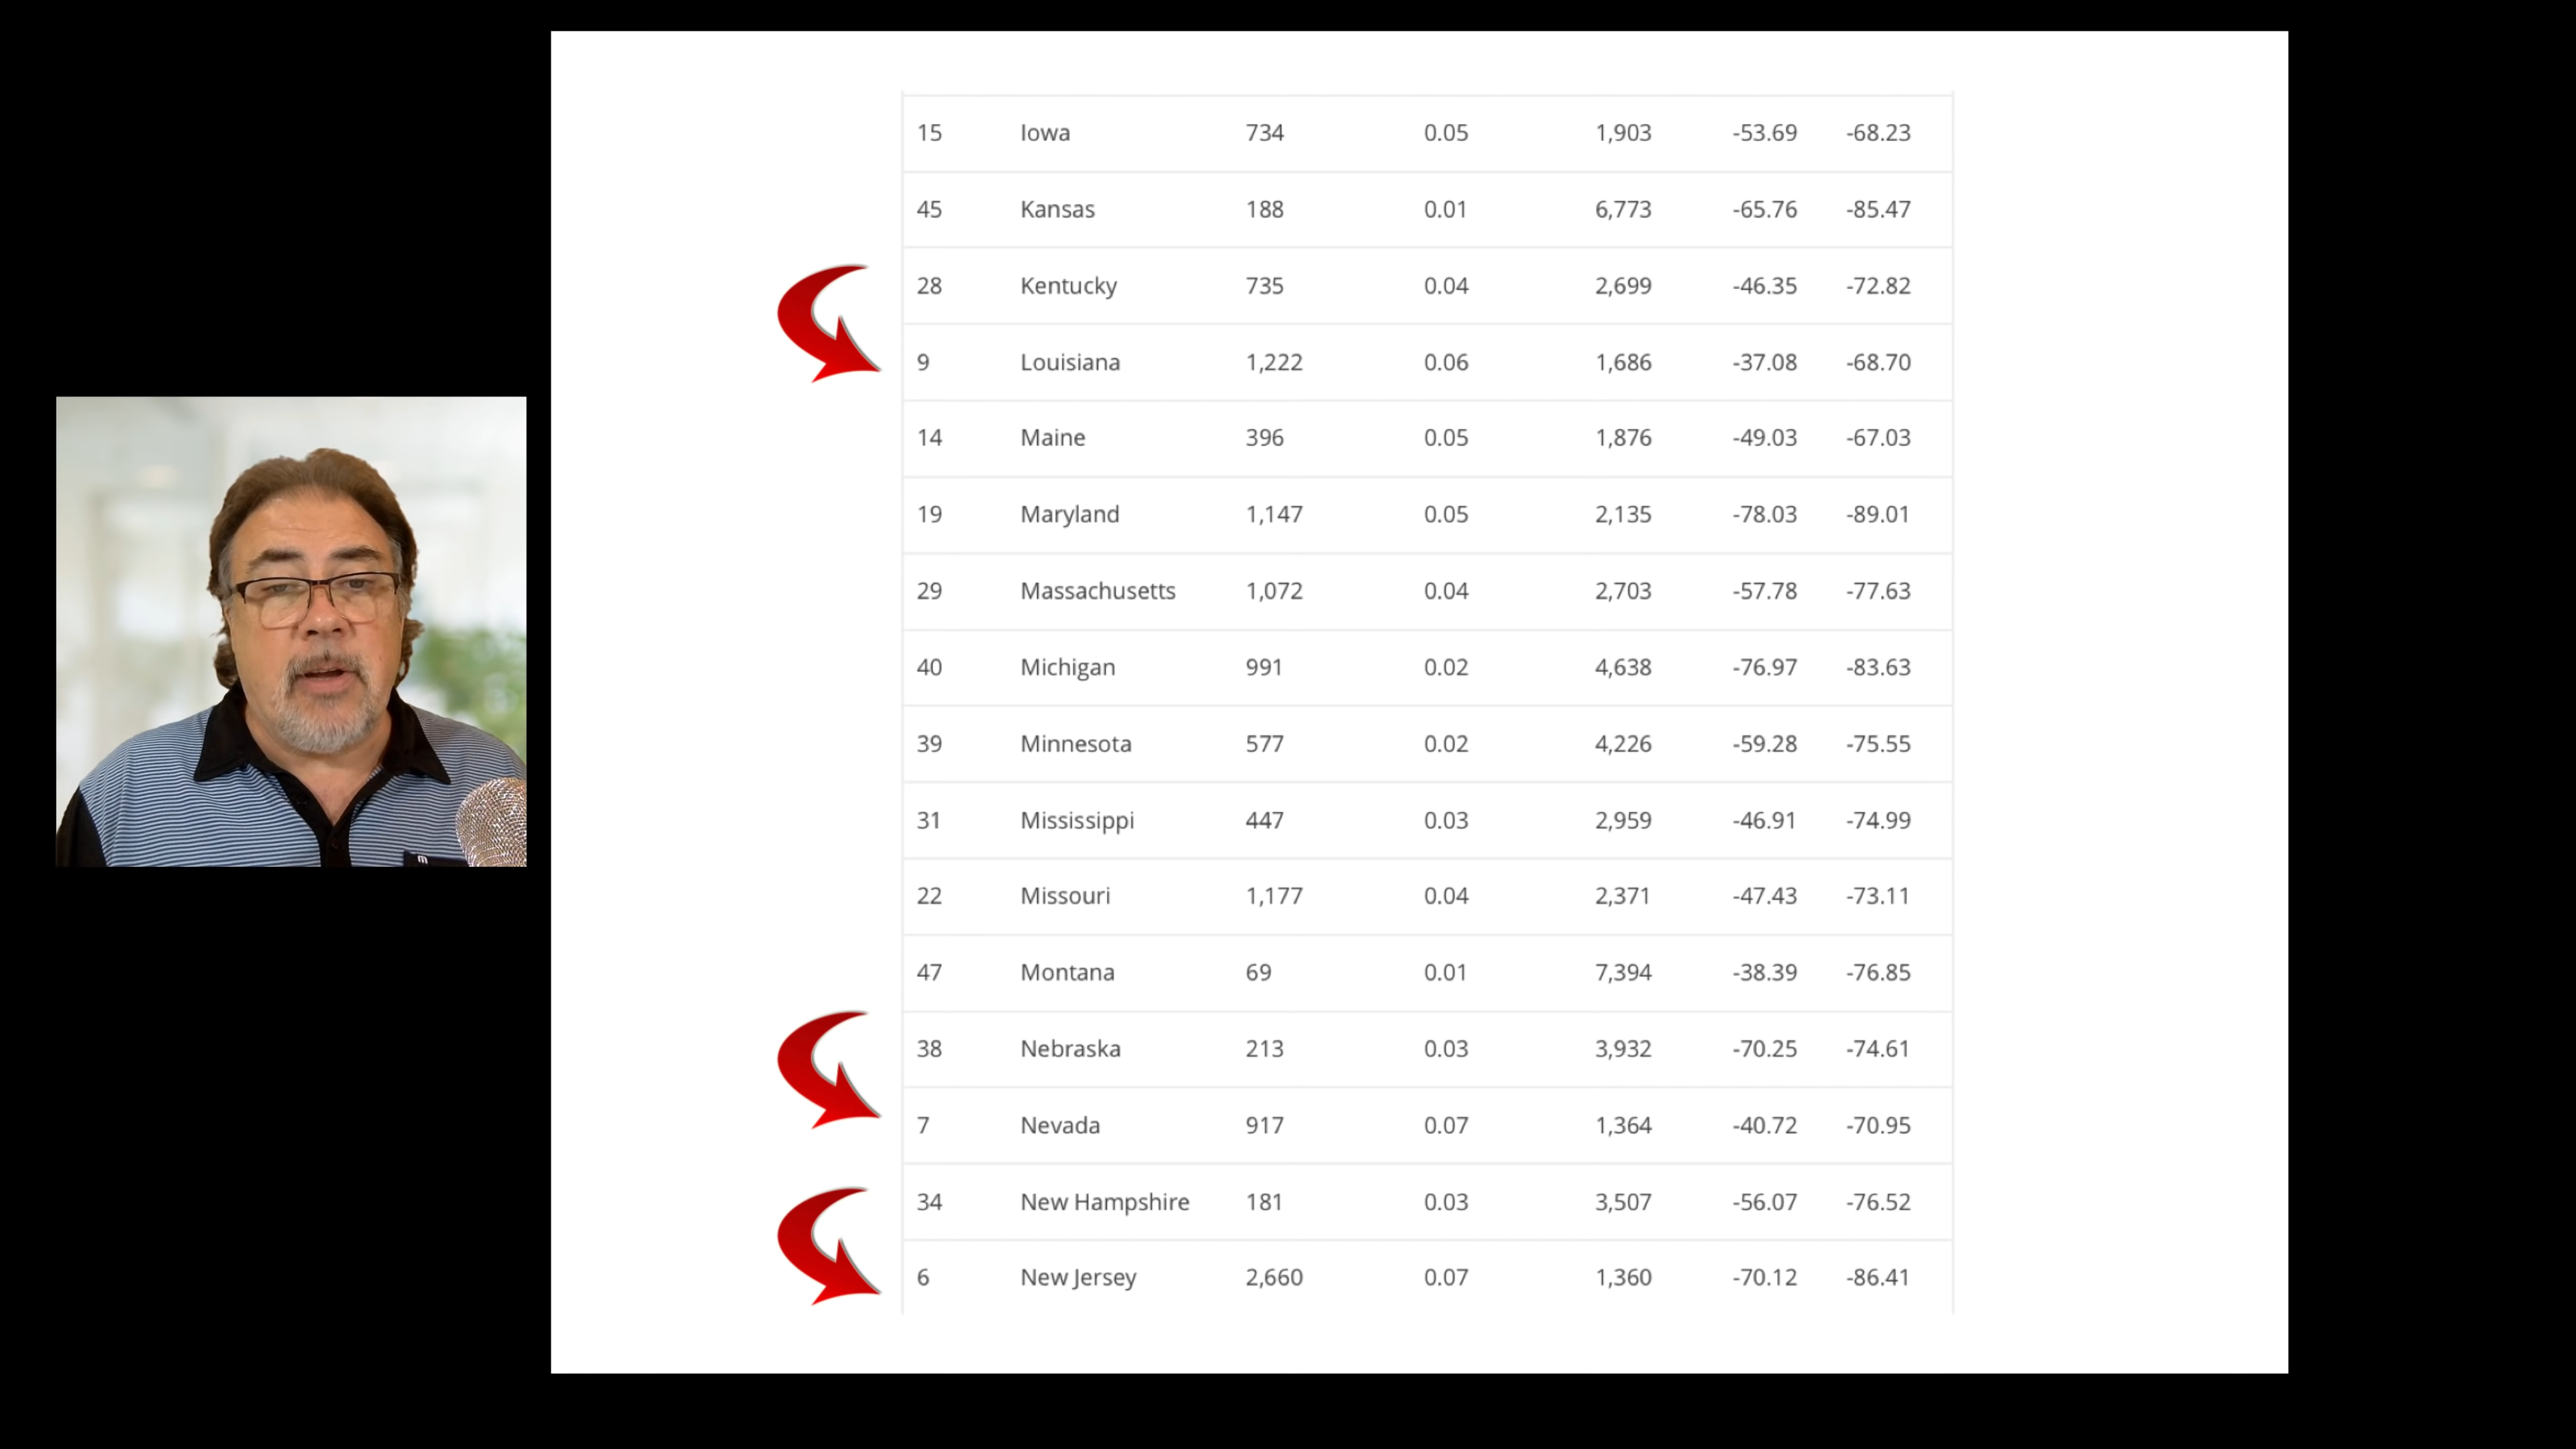 15 Iowa 734 0.05 1,903 -53.69 -68.23
45 Kansas 188 0.01 6,773 -65.76 -85.47
28 Kentucky 735 0.04 2,699 -46.35 -72.82
9 Louisiana 1,222 0.06 1,686 -37.08 -68.70
14 Maine 396 0.05 1,876 -49.03 -67.03
19 Maryland 1,147 0.05 2,135 -78.03 -89.01
29 Massachusetts 1,072 0.04 2,703 -57.78 -77.63
40 Michigan 991 0.02 4,638 -76.97 -83.63
39 Minnesota 577 0.02 4,226 -59.28 -75.55
31 Mississippi 447 0.03 2,959 -46.91 -74.99
22 Missouri 1,177 0.04 2,371 -47.43 -73.11
47 Montana 69 0.01 7,394 -38.39 -76.85
38 Nebraska 213 0.03 3,932 -70.25 -74.61
7 Nevada 917 0.07 1,364 -40.72 -70.95
34 New Hampshire 181 0.03 3,507 -56.07 -76.52
6 New Jersey 2,660 0.07 1,360 -70.12 -86.41